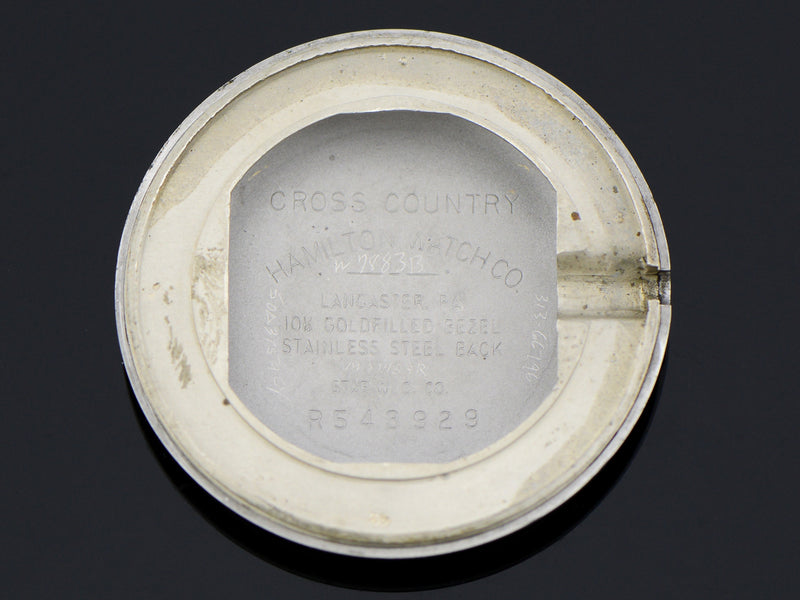 CROSS COUNTRY
HAMILTON WATCH CO.
LANCASTER, PA
10K GOLDFILLED BEZEL
STAINLESS STEEL BACK
STAR W.C. CO.
R543929